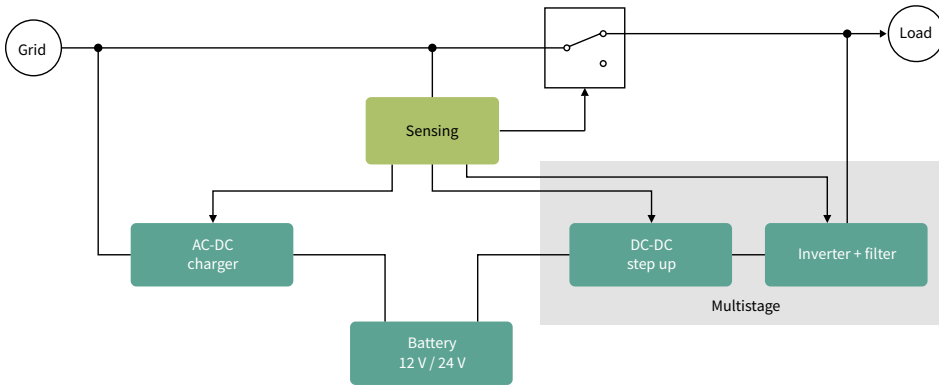 Grid
Load
Sensing
AC-DC
charger
DC-DC
step up
Inverter + filter
Multistage
Battery
12 V / 24 V